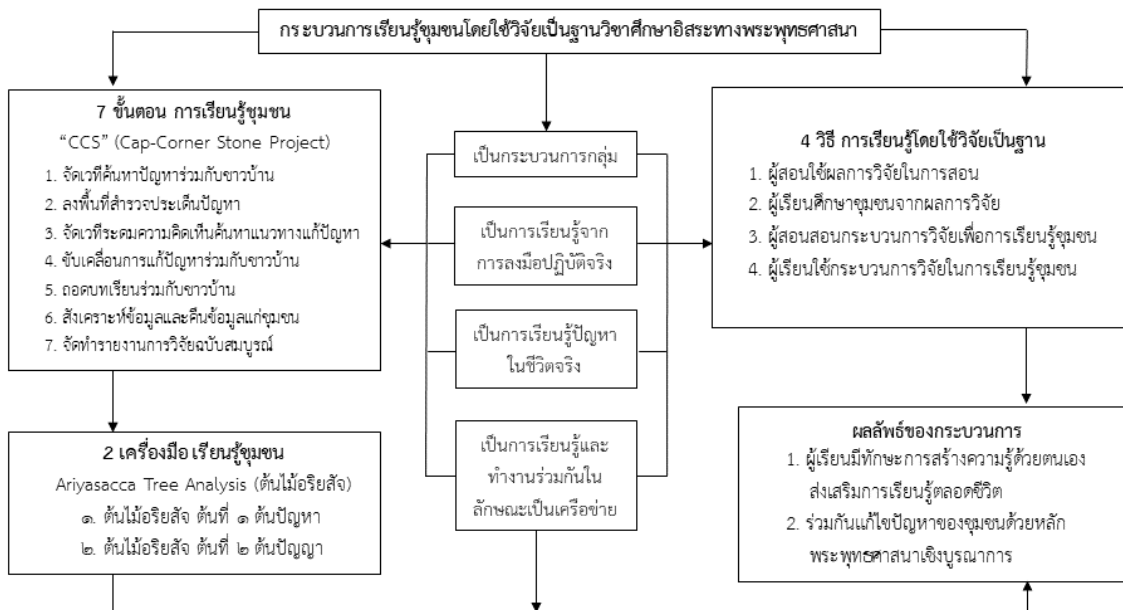 กระบวนการเรียนรู้ชุมชนโดยใช้วิจัยเป็นฐานวิชาศึกษาอิสระทางพระพุทธศาสนา
7 ขั้นตอน การเรียนรู้ชุมชน
“CCS” (Cap-Corner Stone Project)
1. จัดเวทีค้นหาปัญหาร่วมกับชาวบ้าน
2. ลงพื้นที่สำรวจประเด็นปัญหา
3. จัดเวทีระดมความคิดเห็นค้นหาแนวทางแก้ปัญหา
4. ขับเคลื่อนการแก้ปัญหาร่วมกับชาวบ้าน
5. ถอดบทเรียนร่วมกับชาวบ้าน
6. สังเคราะห์ข้อมูลและคืนข้อมูลแก่ชุมชน
7. จัดทำรายงานการวิจัยฉบับสมบูรณ์
2 เครื่องมือ เรียนรู้ชุมชน
Ariyasacca Tree Analysis (ต้นไม้อริยสัจ)
๑. ต้นไม้อริยสัจ ต้นที่ ๑ ต้นปัญหา
๒. ต้นไม้อริยสัจ ต้นที่ ๒ ต้นปัญญา
เป็นกระบวนการกลุ่ม
เป็นการเรียนรู้จาก
การลงมือปฏิบัติจริง
เป็นการเรียนรู้ปัญหา
ในชีวิตจริง
เป็นการเรียนรู้และ
ทำงานร่วมกันใน
ลักษณะเป็นเครือข่าย
4 วิธี การเรียนรู้โดยใช้วิจัยเป็นฐาน
1. ผู้สอนใช้ผลการวิจัยในการสอน
2. ผู้เรียนศึกษาชุมชนจากผลการวิจัย
3. ผู้สอนสอนกระบวนการวิจัยเพื่อการเรียนรู้ชุมชน
4. ผู้เรียนใช้กระบวนการวิจัยในการเรียนรู้ชุมชน
ผลลัพธ์ของกระบวนการ
1. ผู้เรียนมีทักษะการสร้างความรู้ด้วยตนเอง
ส่งเสริมการเรียนรู้ตลอดชีวิต
2. ร่วมกันแก้ไขปัญหาของชุมชนด้วยหลัก
พระพุทธศาสนาเชิงบูรณาการ